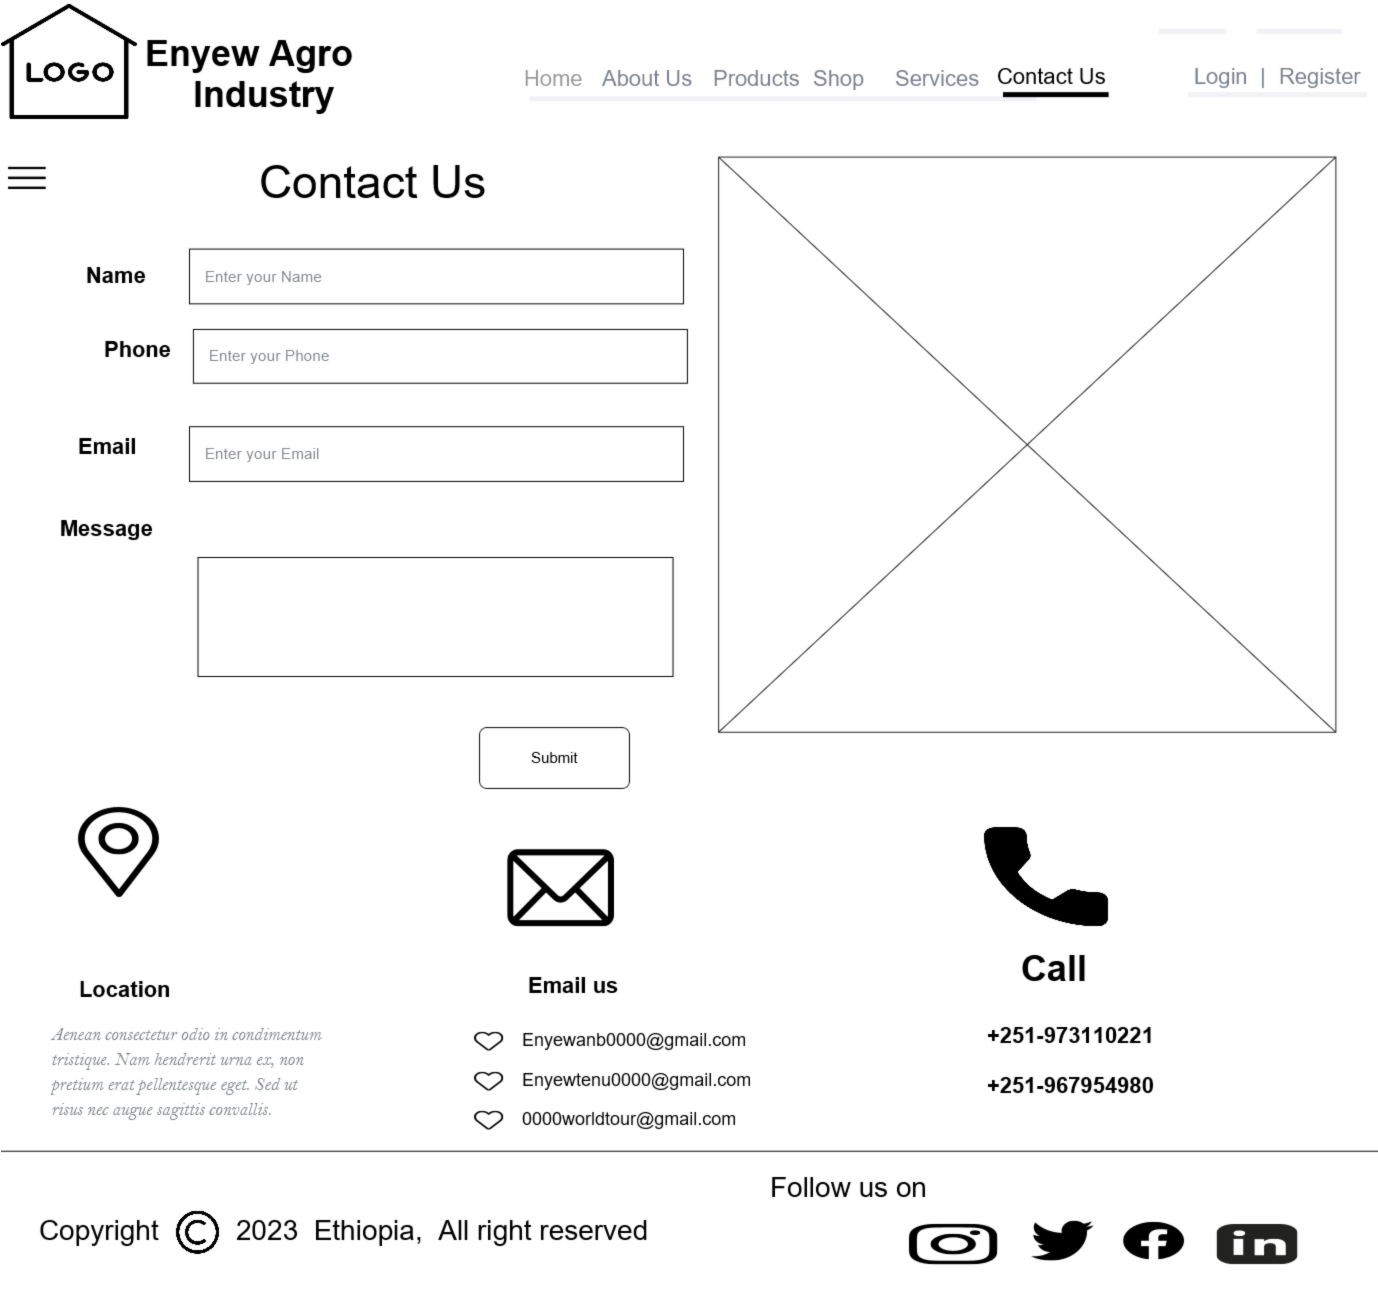 LOGO
Enyew Agro
Industry
Home About Us Products Shop Services Contact Us Login | Register
Contact Us
Name
Enter your Name
Phone
Enter your Phone
Email
Enter your Email
Message
Submit
Location
Aenean consectetur odio in condimentum
tristique. Nam hendrerit urna ex, non
pretium erat pellentesque eget. Sed ut
risus nec augue sagittis convallis.
Email us
Enyewanb0000@gmail.com
Enyewtenu0000@gmail.com
0000worldtour@gmail.com
Call
+251-973110221
+251-967954980
Follow us on
Copyright © 2023 Ethiopia, All right reserved
in